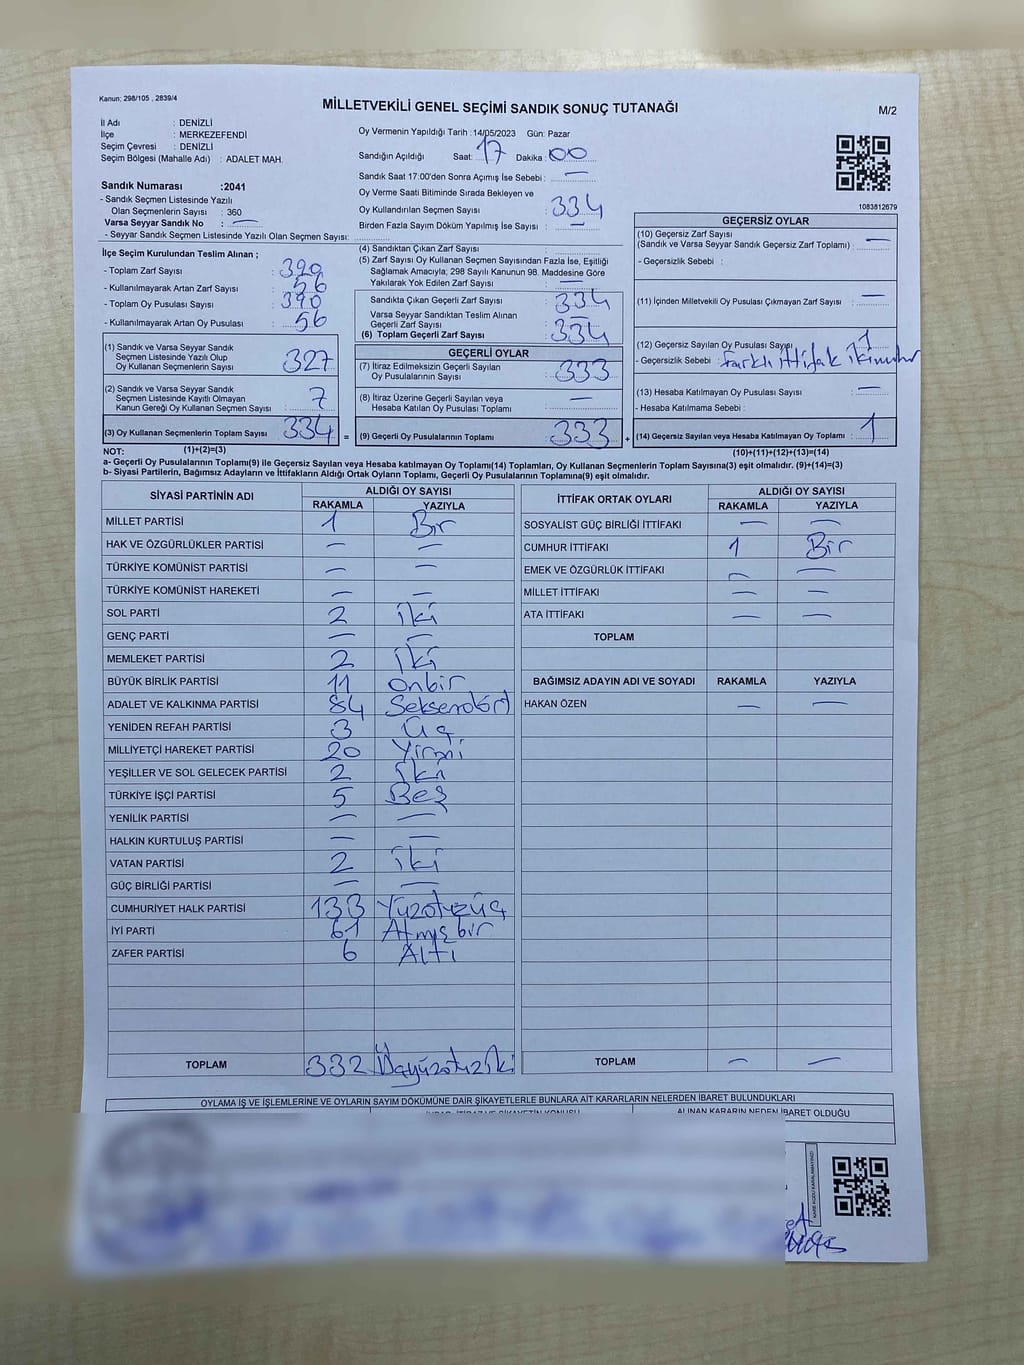 Kanun: 298/105 , 2839/4
MİLLETVEKİLİ GENEL SEÇİMİ SANDIK SONUÇ TUTANAĞI
M/2
İl Adı : DENİZLİ
İlçe : MERKEZEFENDİ
Seçim Çevresi : DENİZLİ
Seçim Bölgesi (Mahalle Adı) : ADALET MAH.
Sandık Numarası :2041
- Sandık Seçmen Listesinde Yazılı
Olan Seçmenlerin Sayısı : 360
Varsa Seyyar Sandık No : —
- Seyyar Sandık Seçmen Listesinde Yazılı Olan Seçmen Sayısı:
Oy Vermenin Yapıldığı Tarih :14/05/2023 Gün: Pazar
Sandığın Açıldığı Saat: 17 Dakika : 00
Sandık Saat 17:00'den Sonra Açımış İse Sebebi : —
Oy Verme Saati Bitiminde Sırada Bekleyen ve
Oy Kullandırılan Seçmen Sayısı : 334
Birden Fazla Sayım Döküm Yapılmış İse Sayısı : —
1083812679
İlçe Seçim Kurulundan Teslim Alınan ;
- Toplam Zarf Sayısı : 390
- Kullanılmayarak Artan Zarf Sayısı : 56
- Toplam Oy Pusulası Sayısı : 390
- Kullanılmayarak Artan Oy Pusulası : 56
(1) Sandık ve Varsa Seyyar Sandık
Seçmen Listesinde Yazılı Olup
Oy Kullanan Seçmenlerin Sayısı : 327
(2) Sandık ve Varsa Seyyar Sandık
Seçmen Listesinde Kayıtlı Olmayan
Kanun Gereği Oy Kullanan Seçmen Sayısı : 7
(3) Oy Kullanan Seçmenlerin Toplam Sayısı : 334 =
(1)+(2)=(3)
(4) Sandıktan Çıkan Zarf Sayısı :
(5) Zarf Sayısı Oy Kullanan Seçmen Sayısından Fazla İse, Eşitliği
Sağlamak Amacıyla; 298 Sayılı Kanunun 98. Maddesine Göre
Yakılarak Yok Edilen Zarf Sayısı : —
Sandıkta Çıkan Geçerli Zarf Sayısı : 334
Varsa Seyyar Sandıktan Teslim Alınan
Geçerli Zarf Sayısı : —
(6) Toplam Geçerli Zarf Sayısı : 334
GEÇERLİ OYLAR
(7) İtiraz Edilmeksizin Geçerli Sayılan
Oy Pusulalarının Sayısı : 333
(8) İtiraz Üzerine Geçerli Sayılan veya
Hesaba Katılan Oy Pusulası Toplamı : —
(9) Geçerli Oy Pusulalarının Toplamı : 333 +
GEÇERSİZ OYLAR
(10) Geçersiz Zarf Sayısı
(Sandık ve Varsa Seyyar Sandık Geçersiz Zarf Toplamı) : —
- Geçersizlik Sebebi :
(11) İçinden Milletvekili Oy Pusulası Çıkmayan Zarf Sayısı : —
(12) Geçersiz Sayılan Oy Pusulası Sayısı : 1
- Geçersizlik Sebebi : Farklı ittifak
(13) Hesaba Katılmayan Oy Pusulası Sayısı : —
- Hesaba Katılmama Sebebi :
(14) Geçersiz Sayılan veya Hesaba Katılmayan Oy Toplamı : 1
(10)+(11)+(12)+(13)=(14)
NOT:
a- Geçerli Oy Pusulalarının Toplamı(9) ile Geçersiz Sayılan veya Hesaba katılmayan Oy Toplamı(14) Toplamları, Oy Kullanan Seçmenlerin Toplam Sayısına(3) eşit olmalıdır. (9)+(14)=(3)
b- Siyasi Partilerin, Bağımsız Adayların ve İttifakların Aldığı Ortak Oyların Toplamı, Geçerli Oy Pusulalarının Toplamına(9) eşit olmalıdır.
SİYASİ PARTİNİN ADI ALDIĞI OY SAYISI
RAKAMLA YAZIYLA
MİLLET PARTİSİ 1 Bir
HAK VE ÖZGÜRLÜKLER PARTİSİ — —
TÜRKİYE KOMÜNİST PARTİSİ — —
TÜRKİYE KOMÜNİST HAREKETİ — —
SOL PARTİ 2 iki
GENÇ PARTİ — —
MEMLEKET PARTİSİ 2 iki
BÜYÜK BİRLİK PARTİSİ 11 onbir
ADALET VE KALKINMA PARTİSİ 84 Seksendört
YENİDEN REFAH PARTİSİ 3 Üç
MİLLİYETÇİ HAREKET PARTİSİ 20 Yirmi
YEŞİLLER VE SOL GELECEK PARTİSİ 2 iki
TÜRKİYE İŞÇİ PARTİSİ 5 Beş
YENİLİK PARTİSİ — —
HALKIN KURTULUŞ PARTİSİ — —
VATAN PARTİSİ 2 iki
GÜÇ BİRLİĞİ PARTİSİ — —
CUMHURİYET HALK PARTİSİ 133 Yüzotuzüç
İYİ PARTİ 61 Atmışbir
ZAFER PARTİSİ 6 Altı
TOPLAM 332 Üçyüzotuziki
İTTİFAK ORTAK OYLARI ALDIĞI OY SAYISI
RAKAMLA YAZIYLA
SOSYALİST GÜÇ BİRLİĞİ İTTİFAKI — —
CUMHUR İTTİFAKI 1 Bir
EMEK VE ÖZGÜRLÜK İTTİFAKI — —
MİLLET İTTİFAKI — —
ATA İTTİFAKI — —
TOPLAM
BAĞIMSIZ ADAYIN ADI VE SOYADI RAKAMLA YAZIYLA
HAKAN ÖZEN — —
TOPLAM — —
OYLAMA İŞ VE İŞLEMLERİNE VE OYLARIN SAYIM DÖKÜMÜNE DAİR ŞİKAYETLERLE BUNLARA AİT KARARLARIN NELERDEN İBARET BULUNDUKLARI
ALINAN KARARIN NEDEN İBARET OLDUĞU